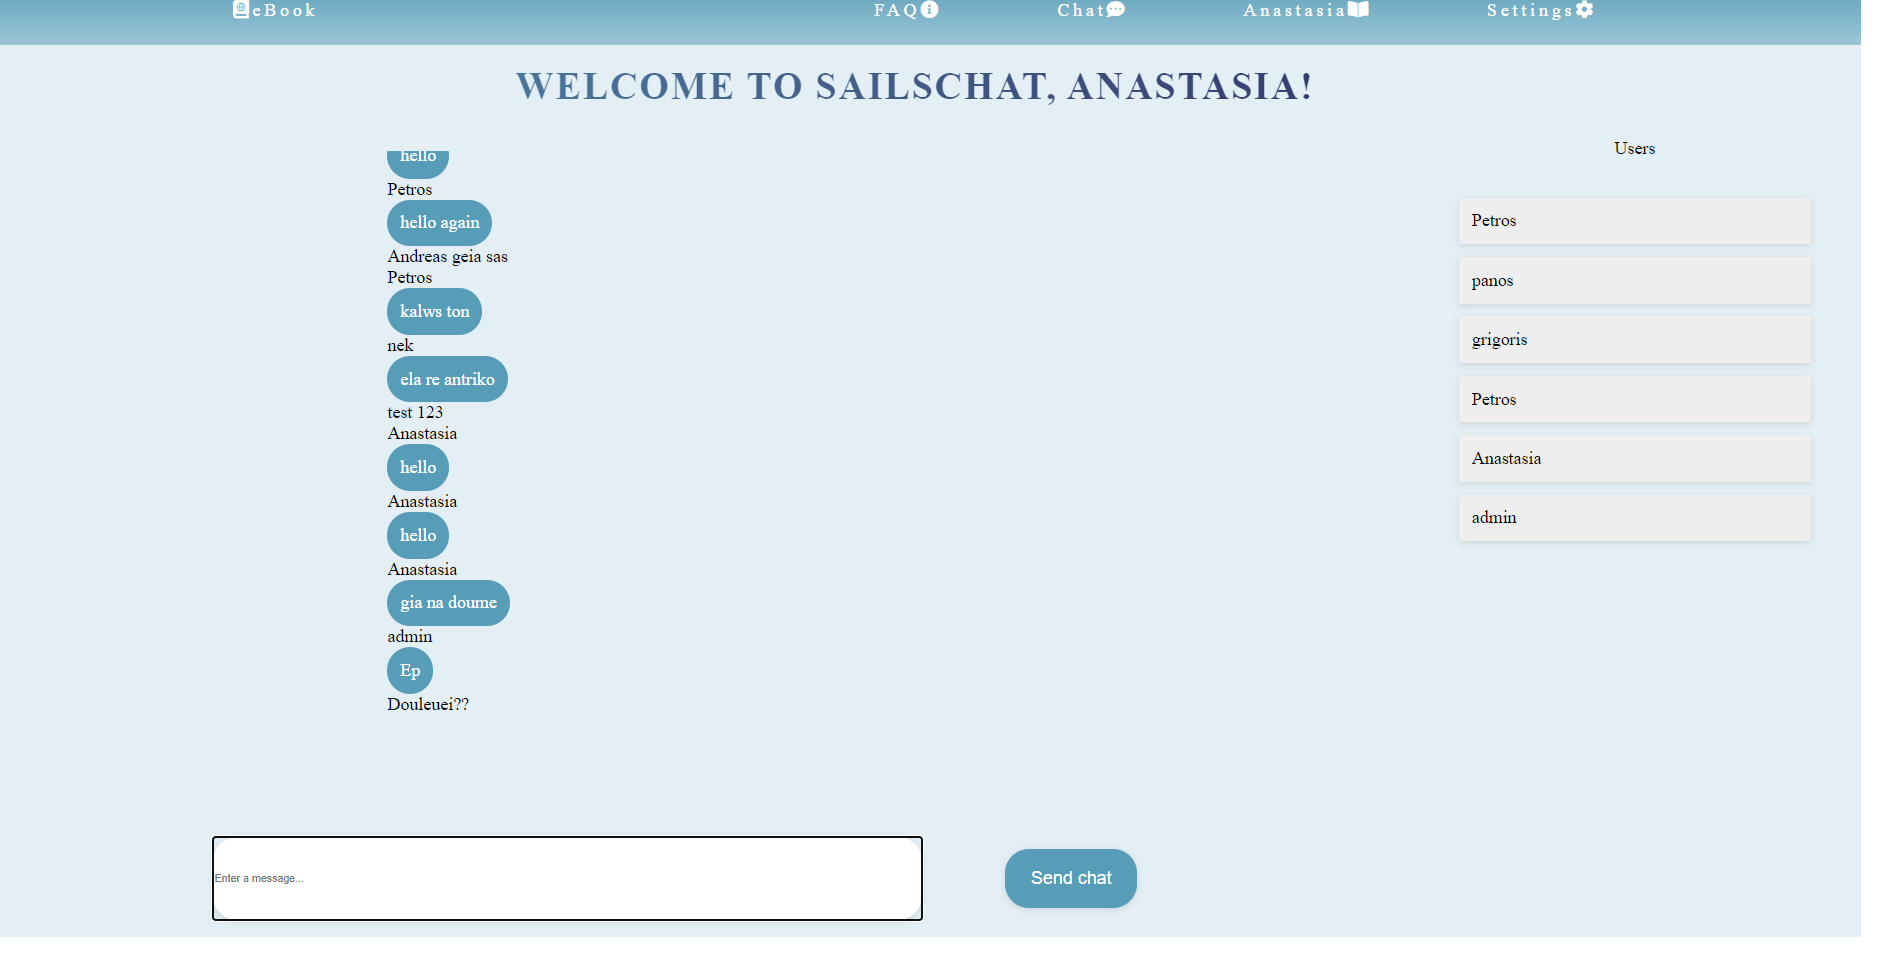 eBook FAQ Chat Anastasia Settings
WELCOME TO SAILSCHAT, ANASTASIA!
hello
Petros
hello again
Andreas geia sas
Petros
kalws ton
nek
ela re antriko
test 123
Anastasia
hello
Anastasia
hello
Anastasia
gia na doume
admin
Ep
Douleuei??
Users
Petros
panos
grigoris
Petros
Anastasia
admin
Enter a message...
Send chat